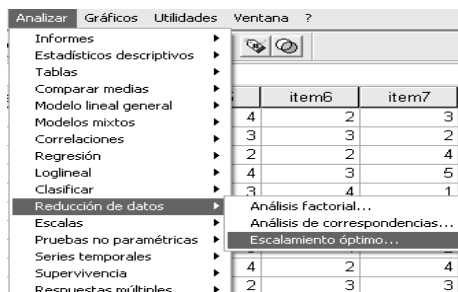 Analizar Gráficos Utilidades Ventana ?
Informes
Estadísticos descriptivos
Tablas
Comparar medias
Modelo lineal general
Modelos mixtos
Correlaciones
Regresión
Loglineal
Clasificar
Reducción de datos
Escalas
Pruebas no paramétricas
Series temporales
Supervivencia
Respuestas múltiples
item6 item7
4 2 3
3 3 2
2 2 4
4 3 5
3 4 1
Análisis factorial...
Análisis de correspondencias...
Escalamiento óptimo...
4 2 4
2 3 3